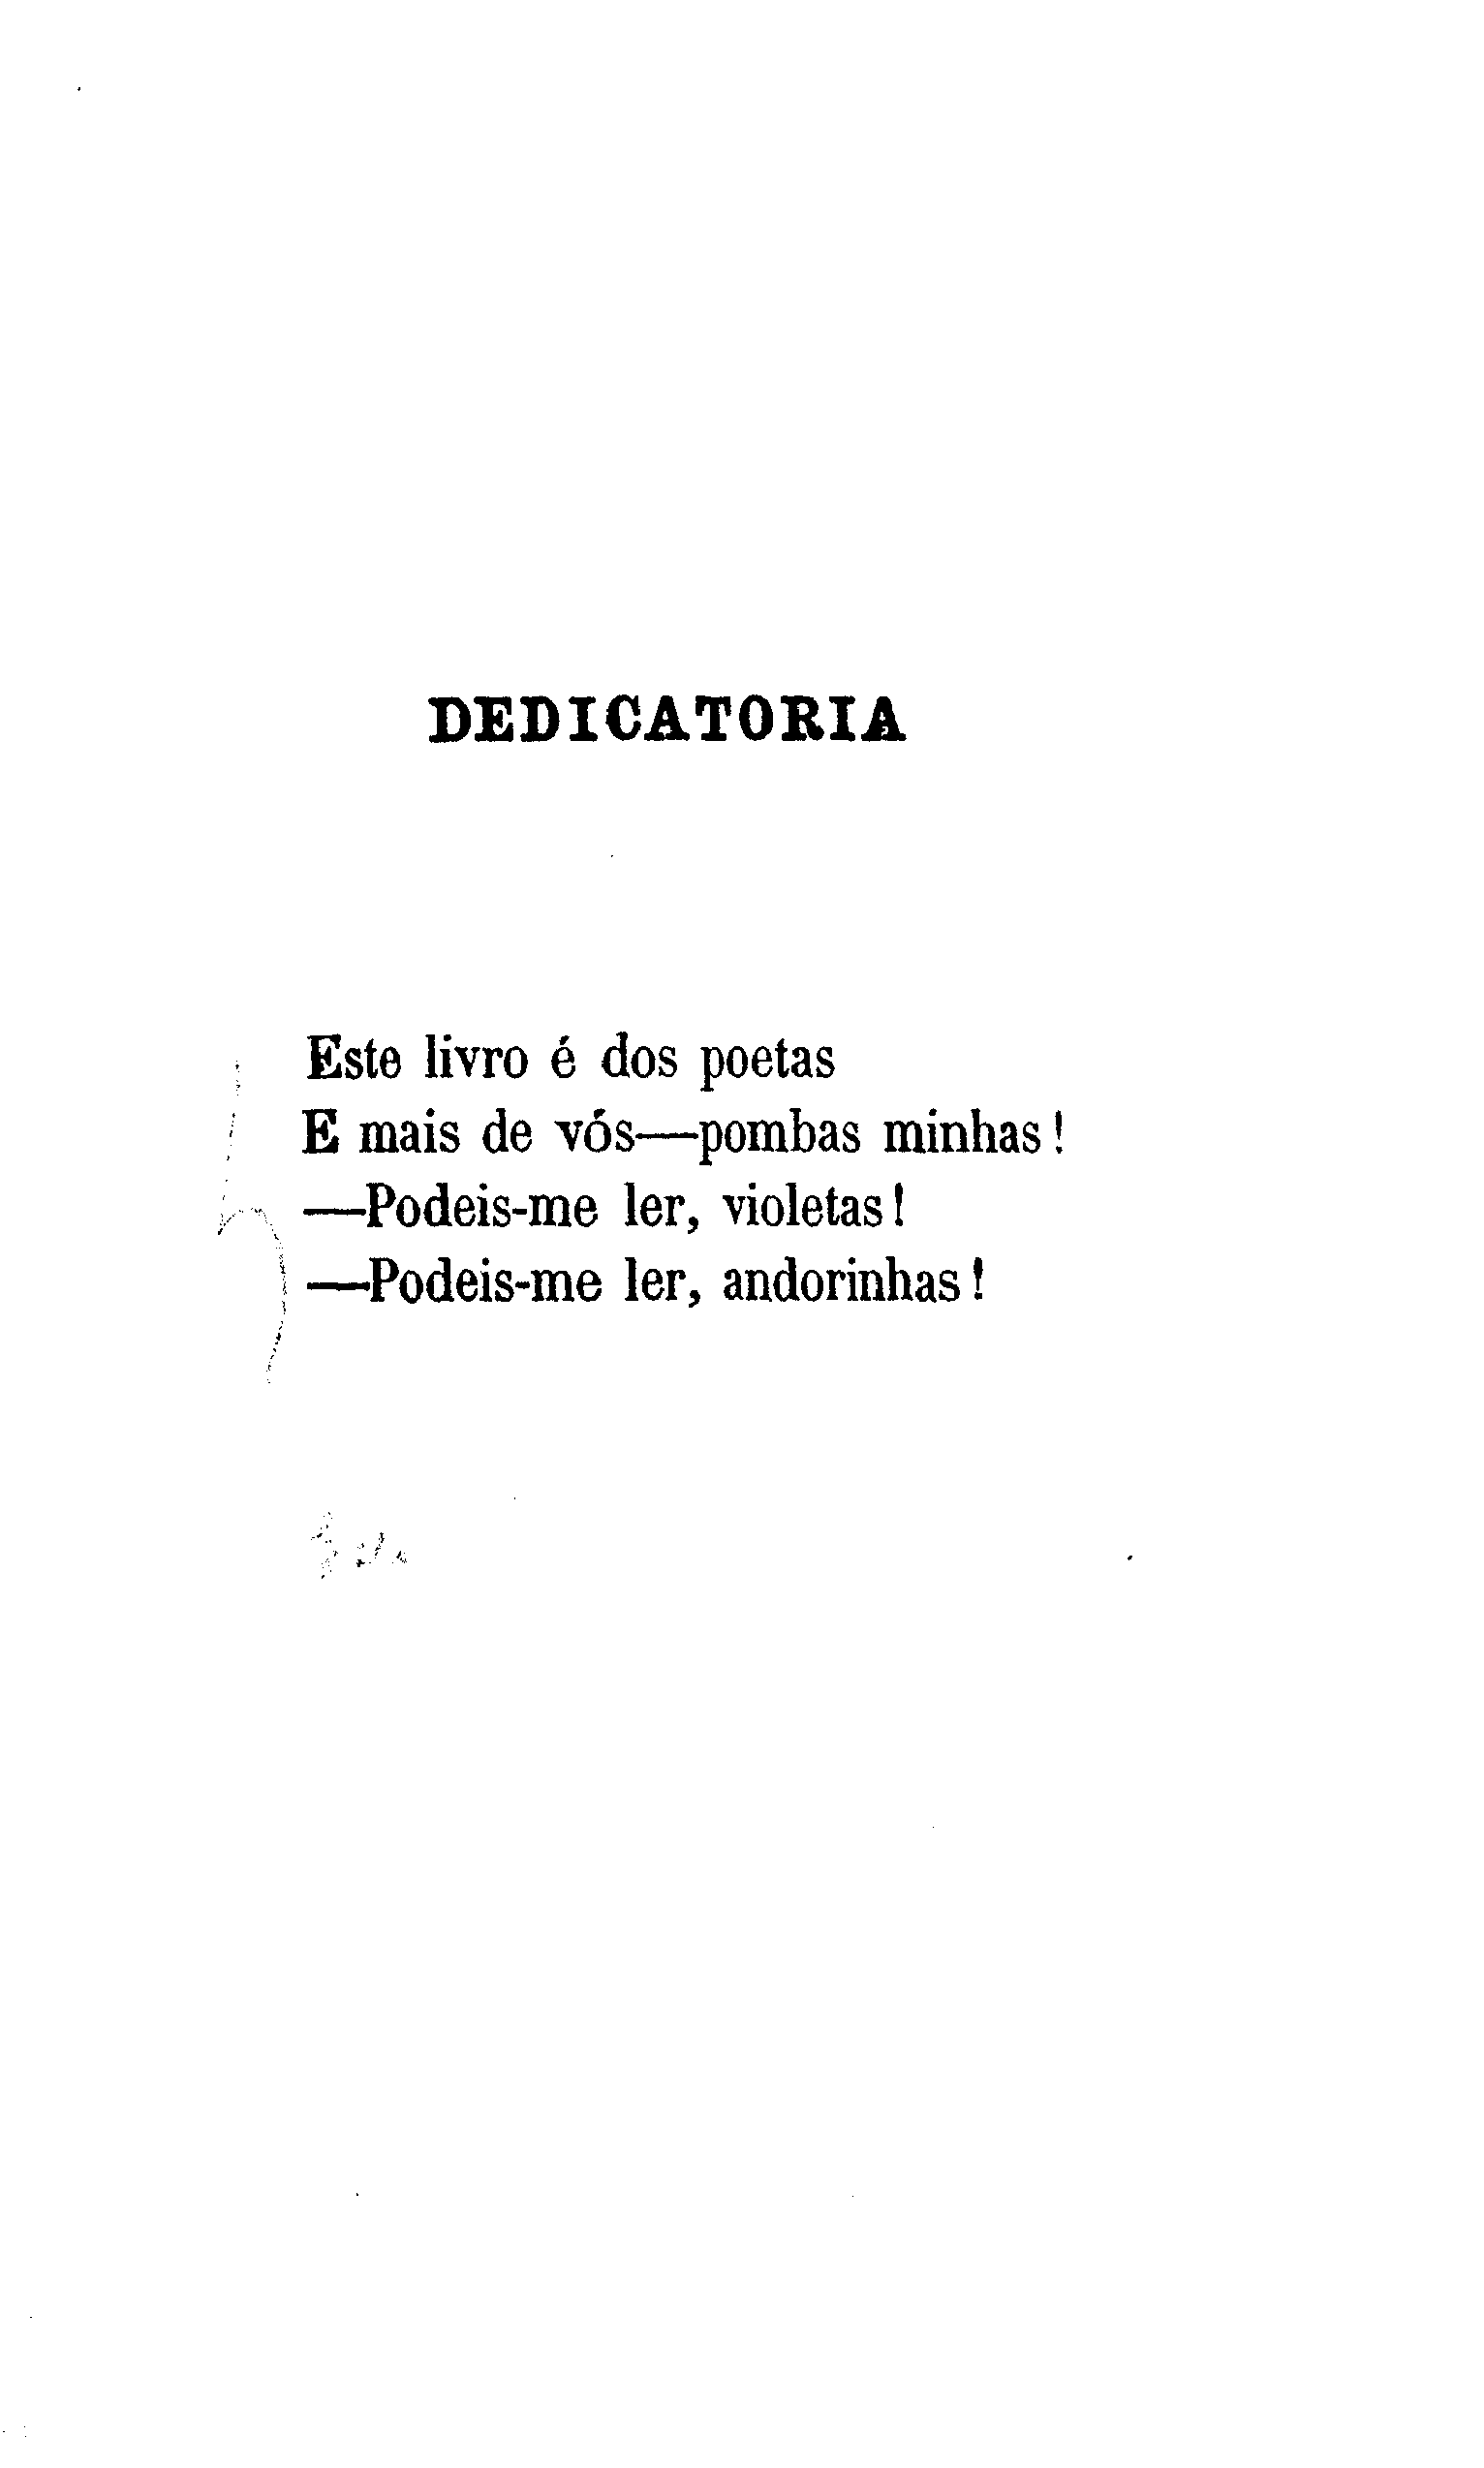 DEDICATORIA
Este livro é dos poetas
E mais de vós—pombas minhas!
—Podeis-me ler, violetas!
—Podeis-me ler, andorinhas!